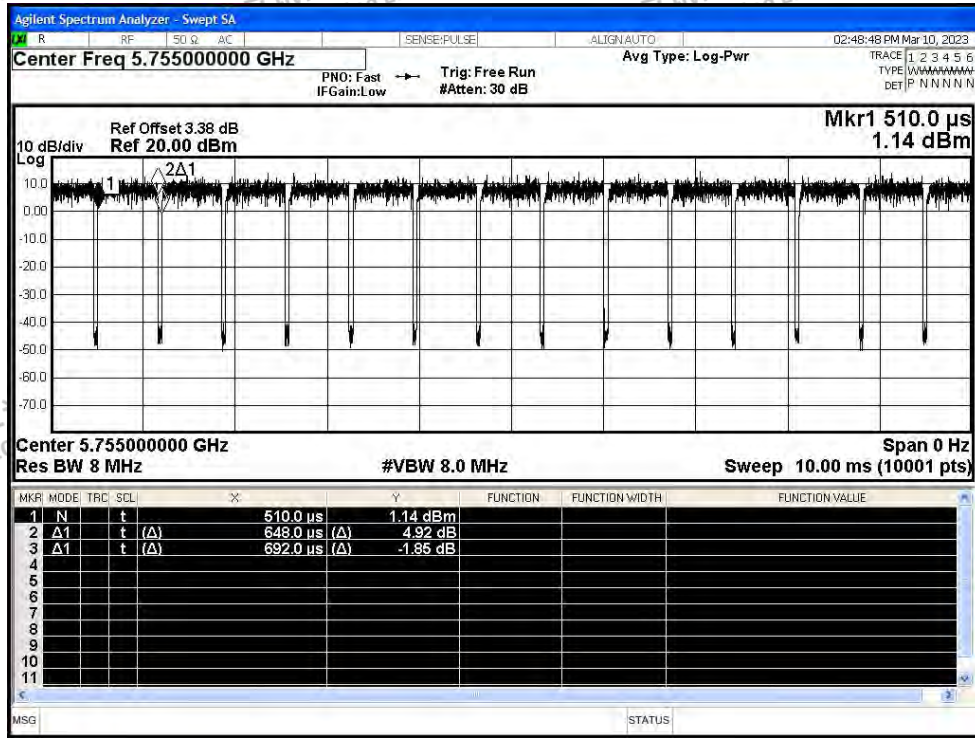 Agilent Spectrum Analyzer - Swept SA
LXI R RF 50 Ω AC SENSE:PULSE ALIGN AUTO 02:48:48 PM Mar 10, 2023
Center Freq 5.755000000 GHz
PNO: Fast
IFGain:Low
Trig: Free Run
#Atten: 30 dB
Avg Type: Log-Pwr
TRACE 1 2 3 4 5 6
TYPE WWWWWW
DET P N N N N N
Mkr1 510.0 µs
1.14 dBm
Ref Offset 3.38 dB
10 dB/div Ref 20.00 dBm
Log
10.0
0.00
-10.0
-20.0
-30.0
-40.0
-50.0
-60.0
-70.0
1
2Δ1
Center 5.755000000 GHz Span 0 Hz
Res BW 8 MHz #VBW 8.0 MHz Sweep 10.00 ms (10001 pts)
MKR MODE TRC SCL X Y FUNCTION FUNCTION WIDTH FUNCTION VALUE
1 N t 510.0 µs 1.14 dBm
2 Δ1 t (Δ) 648.0 µs (Δ) 4.92 dB
3 Δ1 t (Δ) 692.0 µs (Δ) -1.85 dB
4
5
6
7
8
9
10
11
MSG STATUS